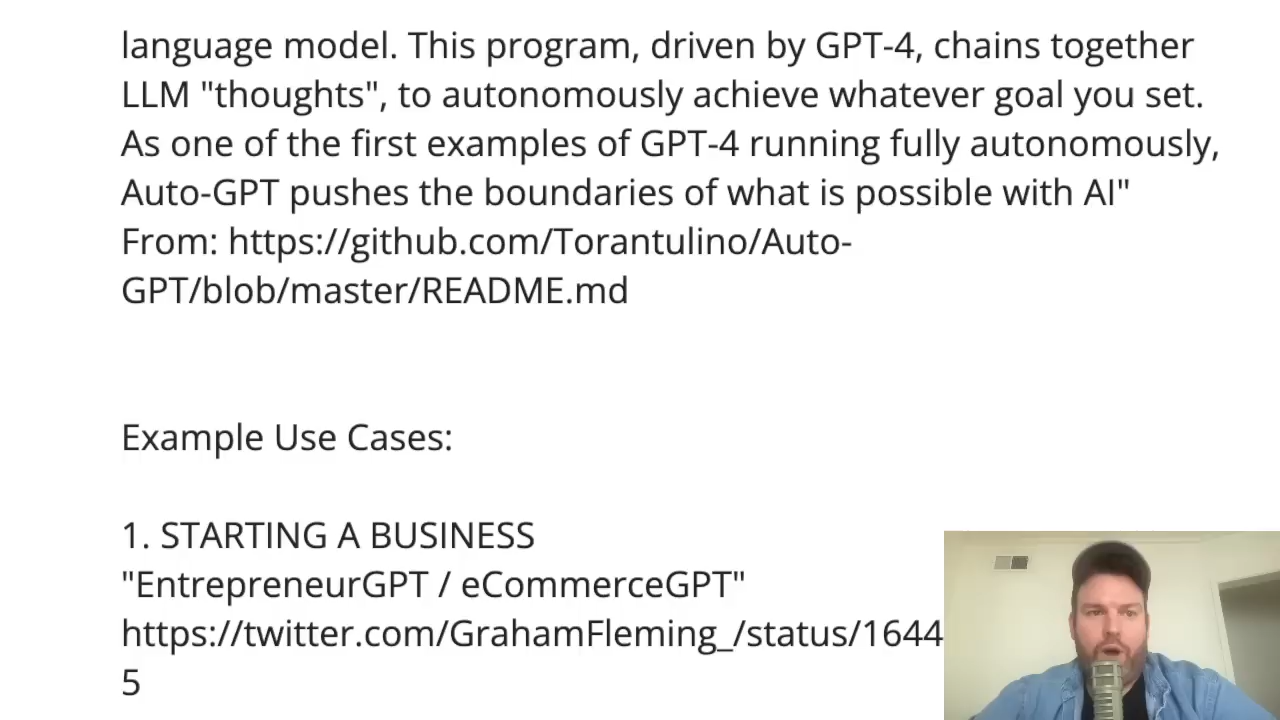 language model. This program, driven by GPT-4, chains together
LLM "thoughts", to autonomously achieve whatever goal you set.
As one of the first examples of GPT-4 running fully autonomously,
Auto-GPT pushes the boundaries of what is possible with AI"
From: https://github.com/Torantulino/Auto-
GPT/blob/master/README.md
Example Use Cases:
1. STARTING A BUSINESS
"EntrepreneurGPT / eCommerceGPT"
https://twitter.com/GrahamFleming_/status/1644
5